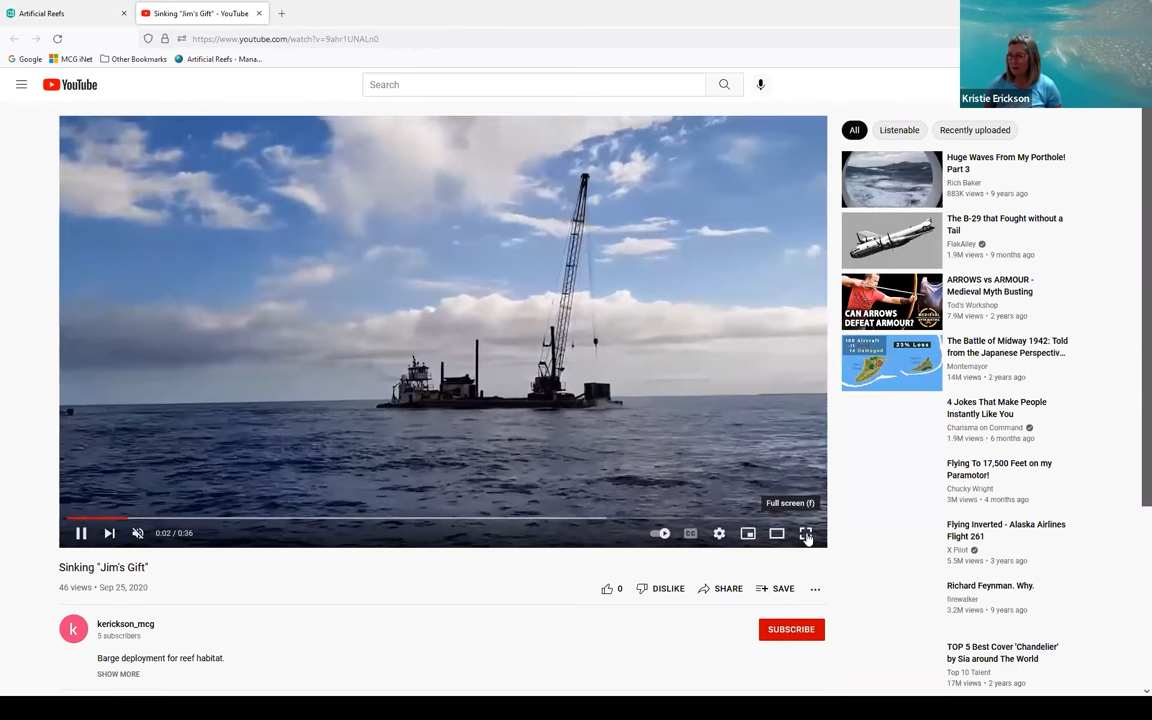 Artificial Reefs
Sinking "Jim's Gift" - YouTube
https://www.youtube.com/watch?v=9ahr1UNALn0
Google
MCG iNet
Other Bookmarks
Artificial Reefs - Mana...
Kristie Erickson
YouTube
Search
All
Listenable
Recently uploaded
Huge Waves From My Porthole!
Part 3
Rich Baker
883K views • 9 years ago
The B-29 that Fought without a
Tail
FlakAlley
1.9M views • 9 months ago
CAN ARROWS
DEFEAT ARMOUR?
ARROWS vs ARMOUR -
Medieval Myth Busting
Tod's Workshop
7.9M views • 2 years ago
23% Less
The Battle of Midway 1942: Told
from the Japanese Perspectiv...
Montemayor
14M views • 2 years ago
4 Jokes That Make People
Instantly Like You
Charisma on Command
1.9M views • 6 months ago
Flying To 17,500 Feet on my
Paramotor!
Chucky Wright
3M views • 4 months ago
Flying Inverted - Alaska Airlines
Flight 261
X Pilot
5.5M views • 3 years ago
Richard Feynman. Why.
firewalker
3.2M views • 9 years ago
TOP 5 Best Cover 'Chandelier'
by Sia around The World
Top 10 Talent
17M views • 2 years ago
Full screen (f)
0:02 / 0:36
CC
Sinking "Jim's Gift"
46 views • Sep 25, 2020
0
DISLIKE
SHARE
SAVE
k
kerickson_mcg
5 subscribers
SUBSCRIBE
Barge deployment for reef habitat.
SHOW MORE